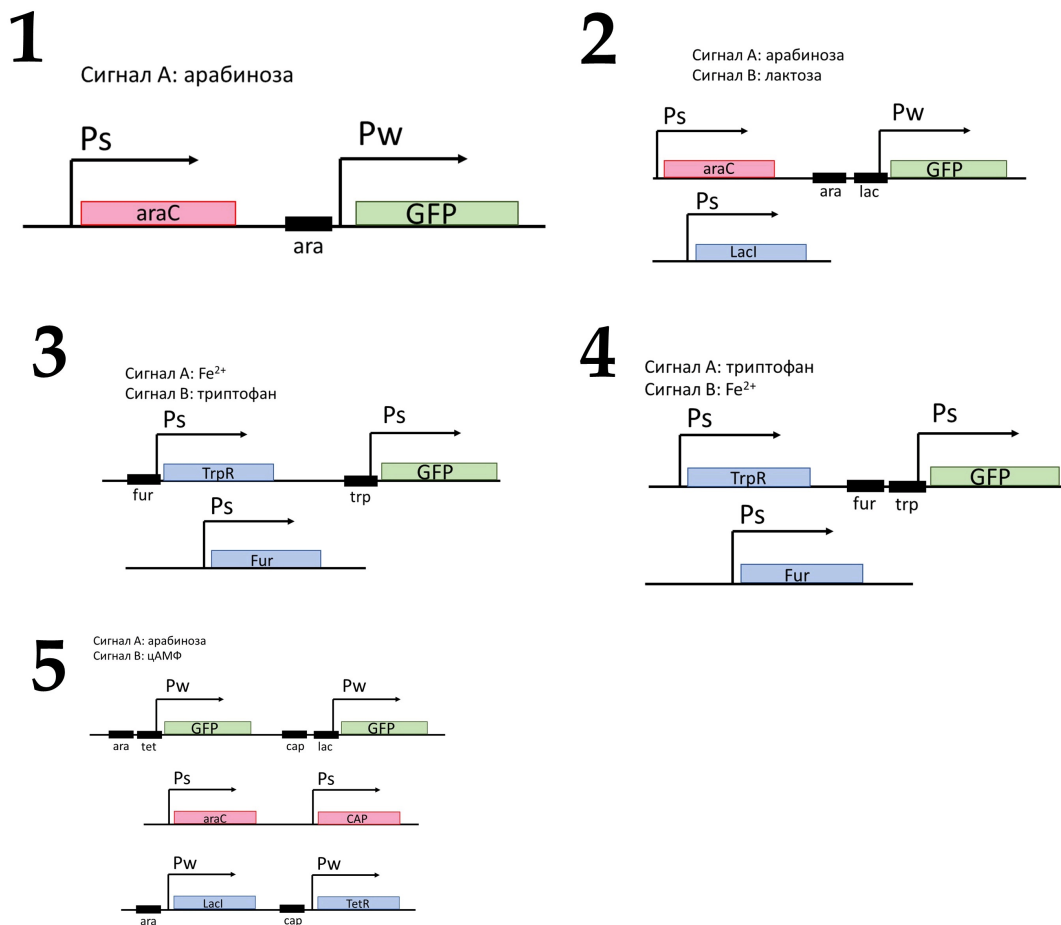 1
Сигнал А: арабиноза
Ps
Pw
araC
GFP
ara
2
Сигнал А: арабиноза
Сигнал В: лактоза
Ps
Pw
araC
GFP
ara
lac
Ps
LacI
3
Сигнал А: Fe²⁺
Сигнал В: триптофан
Ps
Ps
TrpR
GFP
fur
trp
Ps
Fur
4
Сигнал А: триптофан
Сигнал В: Fe²⁺
Ps
Ps
TrpR
GFP
fur
trp
Ps
Fur
5
Сигнал А: арабиноза
Сигнал В: цАМФ
Pw
Pw
GFP
GFP
ara
tet
cap
lac
Ps
Ps
araC
CAP
Pw
Pw
LacI
TetR
ara
cap